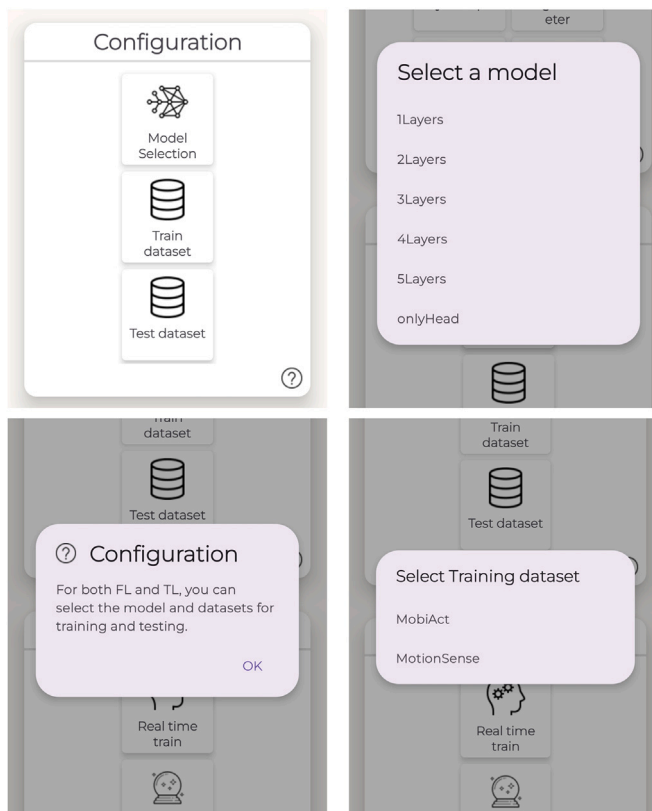 Configuration
Model
Selection
Train
dataset
Test dataset
eter
Select a model
1Layers
2Layers
3Layers
4Layers
5Layers
onlyHead
dataset
Test dataset
Configuration
For both FL and TL, you can
select the model and datasets for
training and testing.
OK
Real time
train
Train
dataset
Test dataset
Select Training dataset
MobiAct
MotionSense
Real time
train